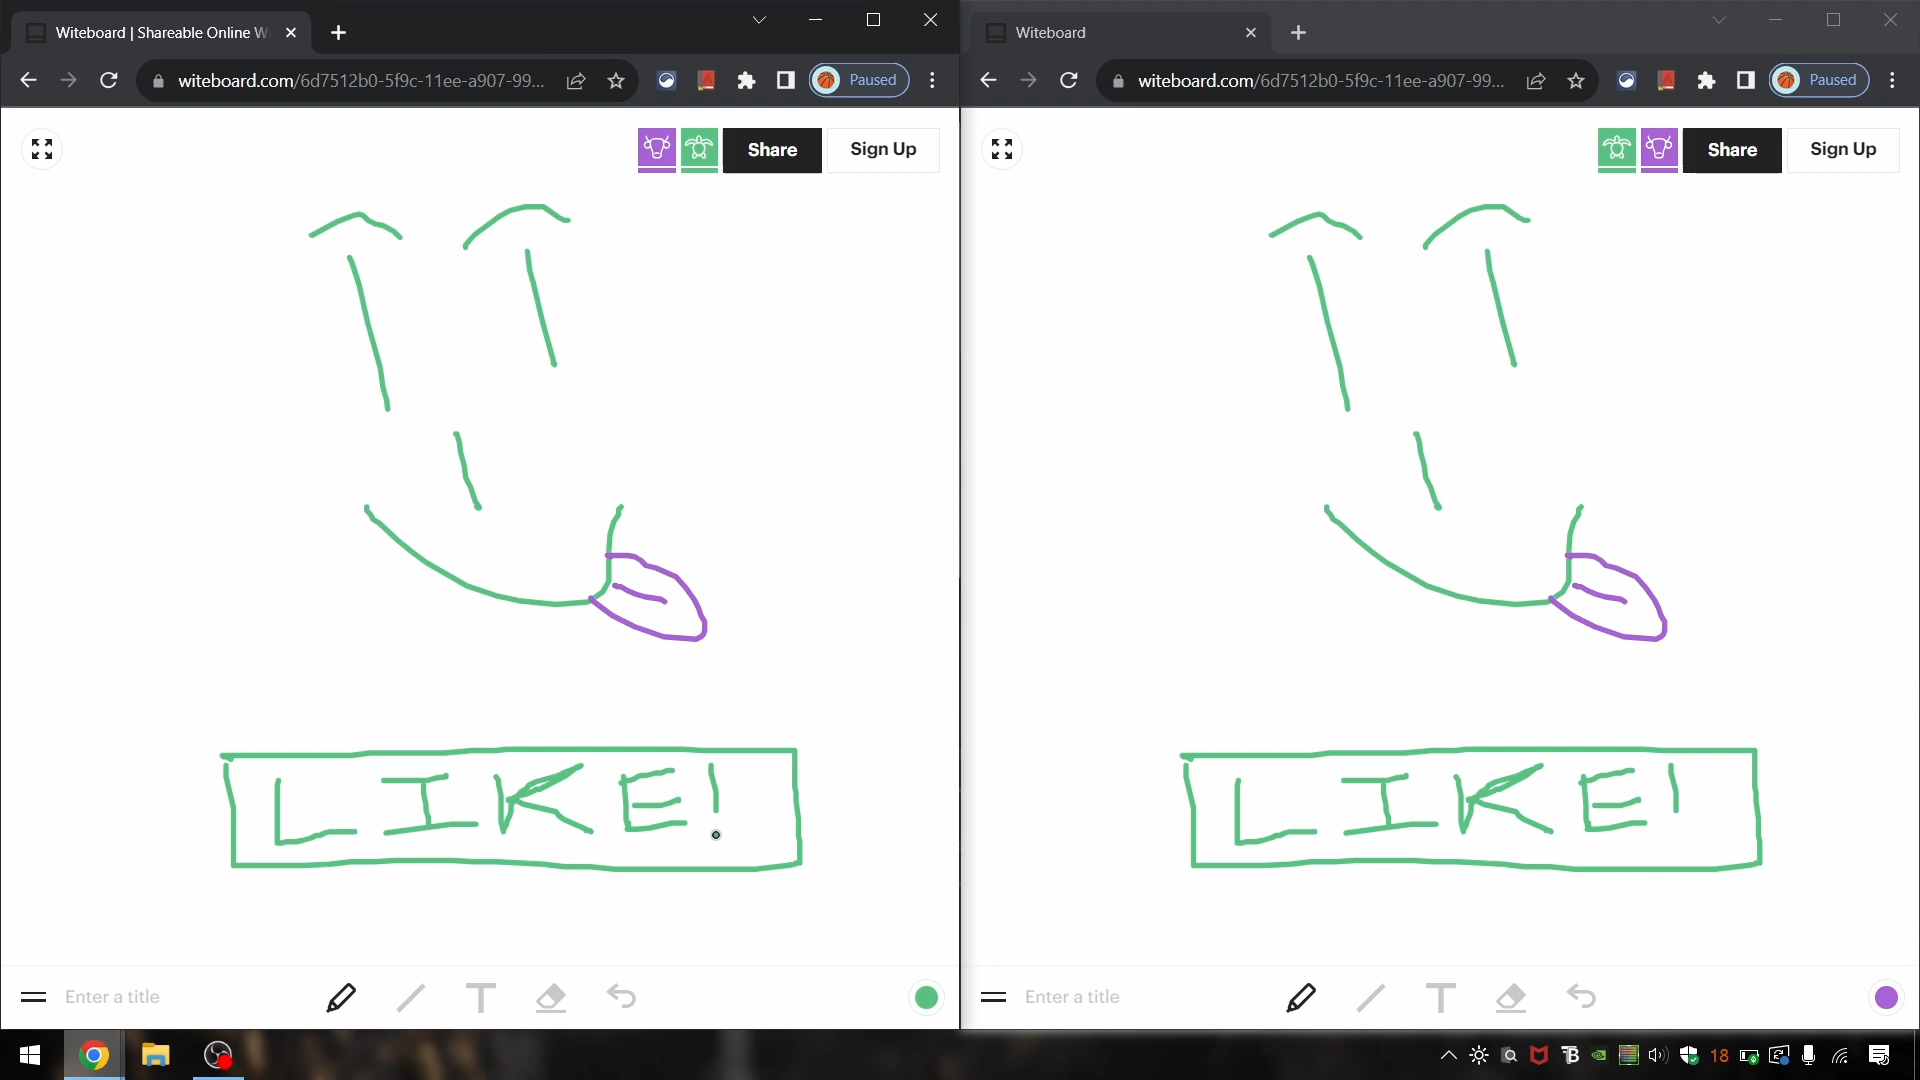 Witeboard | Shareable Online W
witeboard.com/6d7512b0-5f9c-11ee-a907-99...
Paused
Share
Sign Up
LIKE!
Enter a title
T
Witeboard
witeboard.com/6d7512b0-5f9c-11ee-a907-99...
Paused
Share
Sign Up
LIKE!
Enter a title
T
18